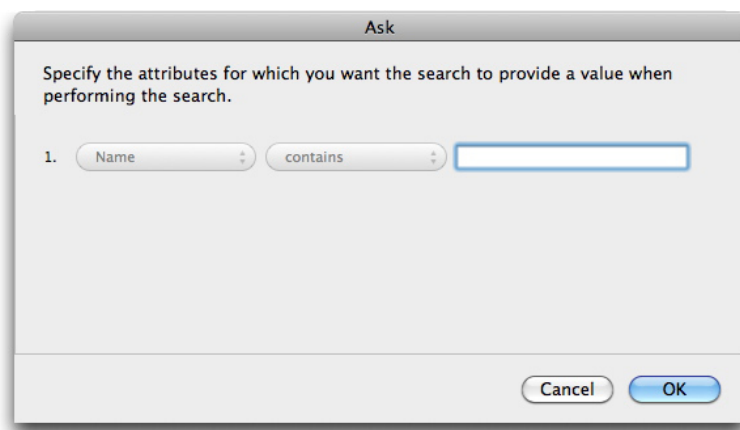 Ask
Specify the attributes for which you want the search to provide a value when
performing the search.
1. Name contains
Cancel OK